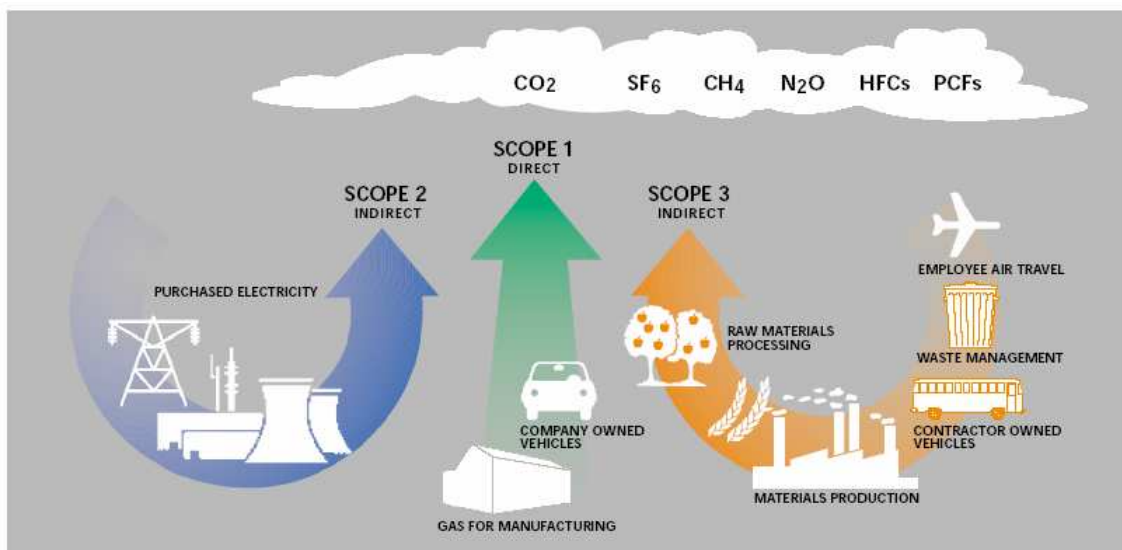 CO2 SF6 CH4 N2O HFCs PCFs
SCOPE 1
DIRECT
SCOPE 2
INDIRECT
SCOPE 3
INDIRECT
PURCHASED ELECTRICITY
COMPANY OWNED
VEHICLES
GAS FOR MANUFACTURING
RAW MATERIALS
PROCESSING
MATERIALS PRODUCTION
EMPLOYEE AIR TRAVEL
WASTE MANAGEMENT
CONTRACTOR OWNED
VEHICLES